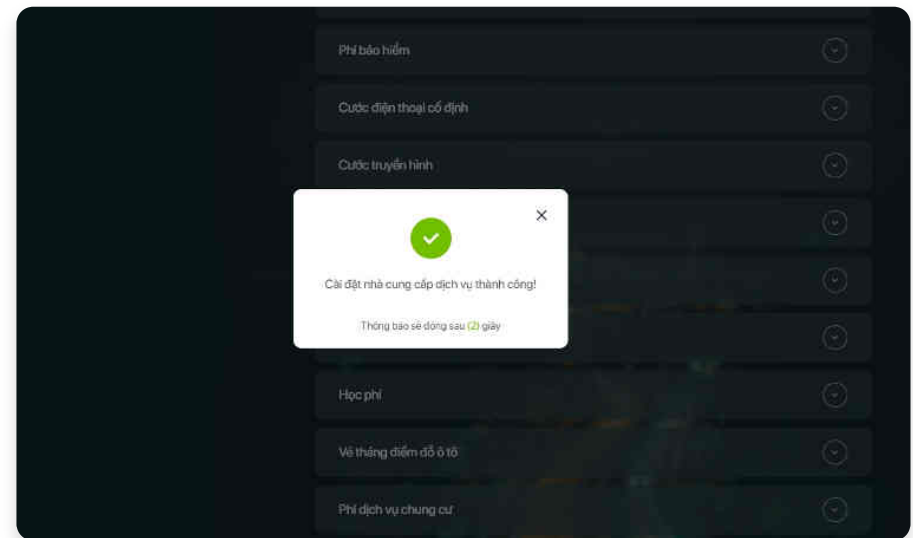 Phí bảo hiểm
Cước điện thoại cố định
Cước truyền hình
Cài đặt nhà cung cấp dịch vụ thành công!
Thông báo sẽ đóng sau (2) giây
Học phí
Vé tháng điểm đỗ ô tô
Phí dịch vụ chung cư